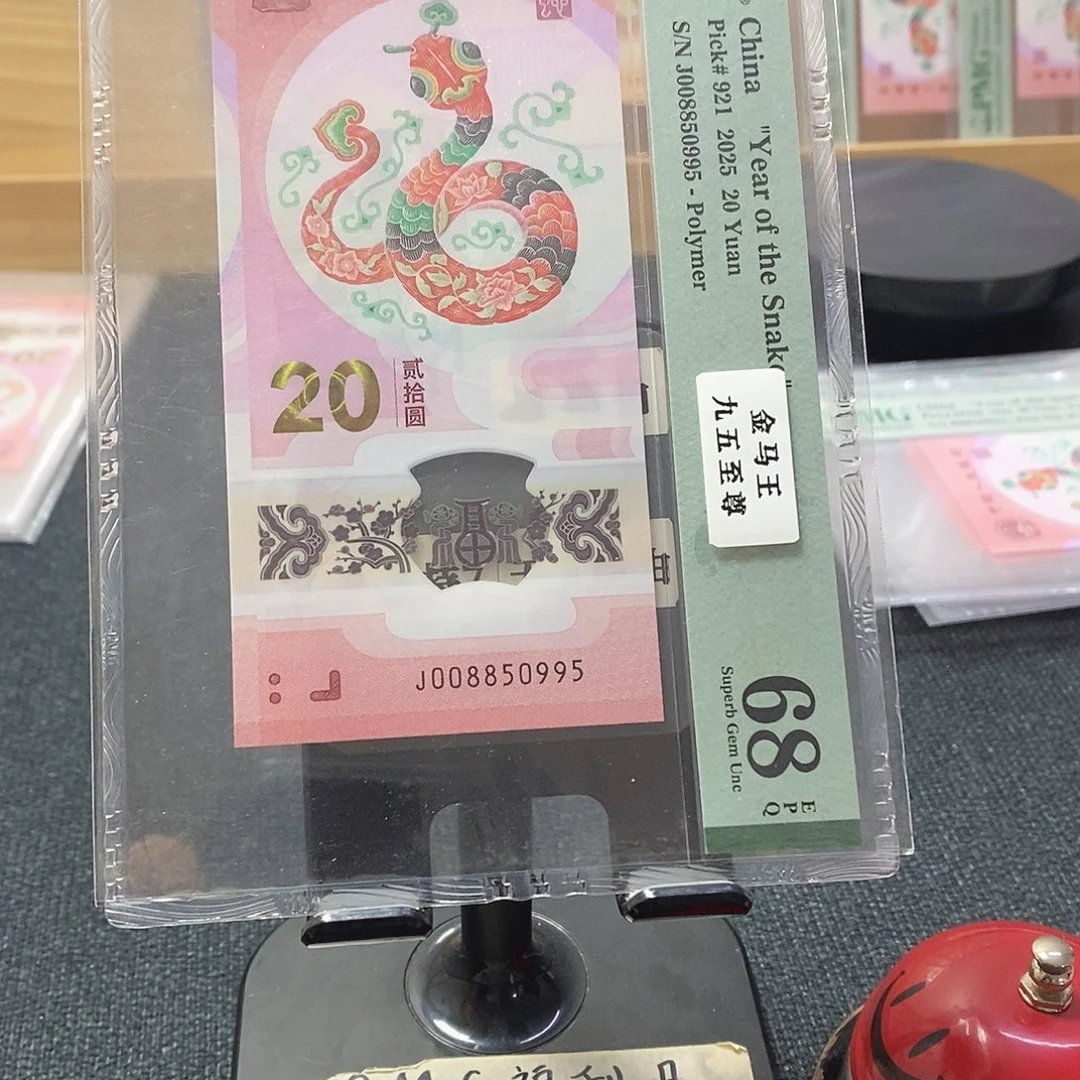 China "Year of the Snake"
Pick# 921 2025 20 Yuan
S/N J008850995 - Polymer
20
贰拾圆
金马王
九五至尊
J008850995
68
EPQ
Superb Gem Unc